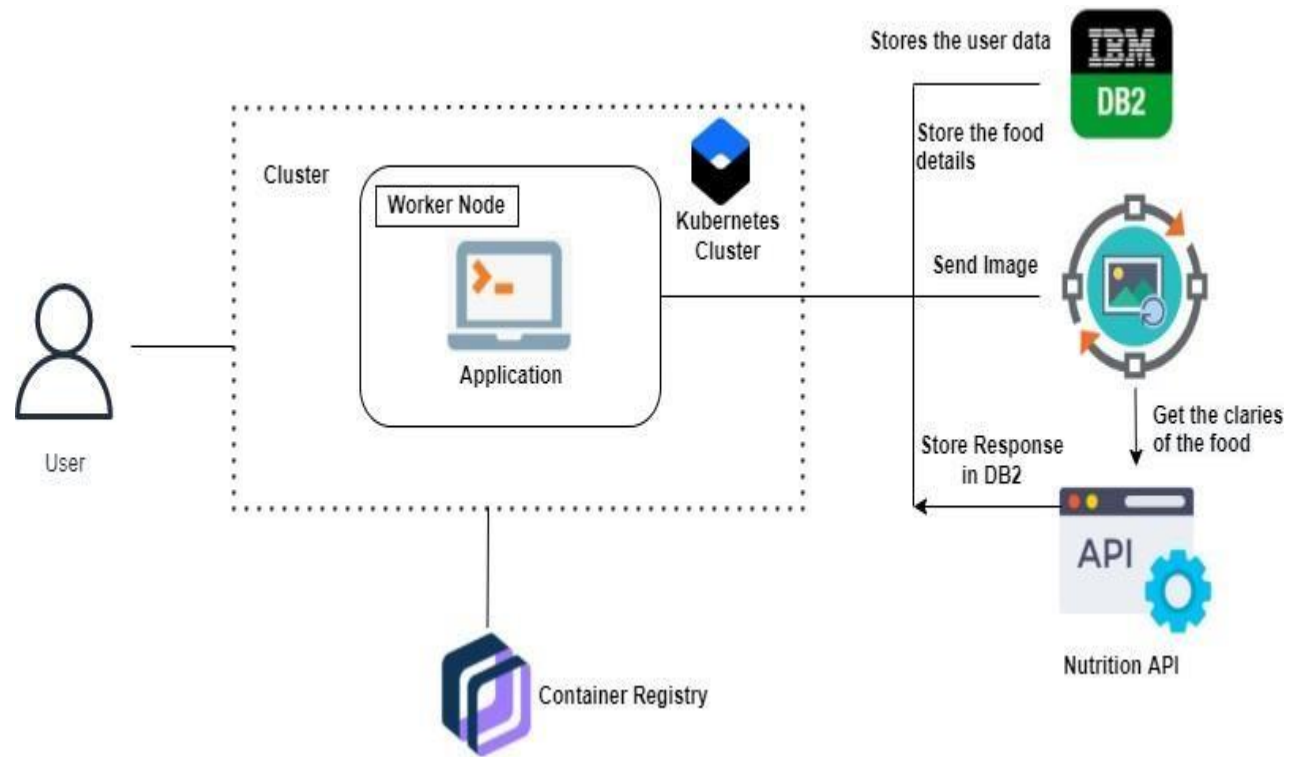 Stores the user data
IBM
DB2
Store the food
details
Cluster
Worker Node
Kubernetes
Cluster
Send Image
Application
User
Get the claries
of the food
Store Response
in DB2
API
Nutrition API
Container Registry